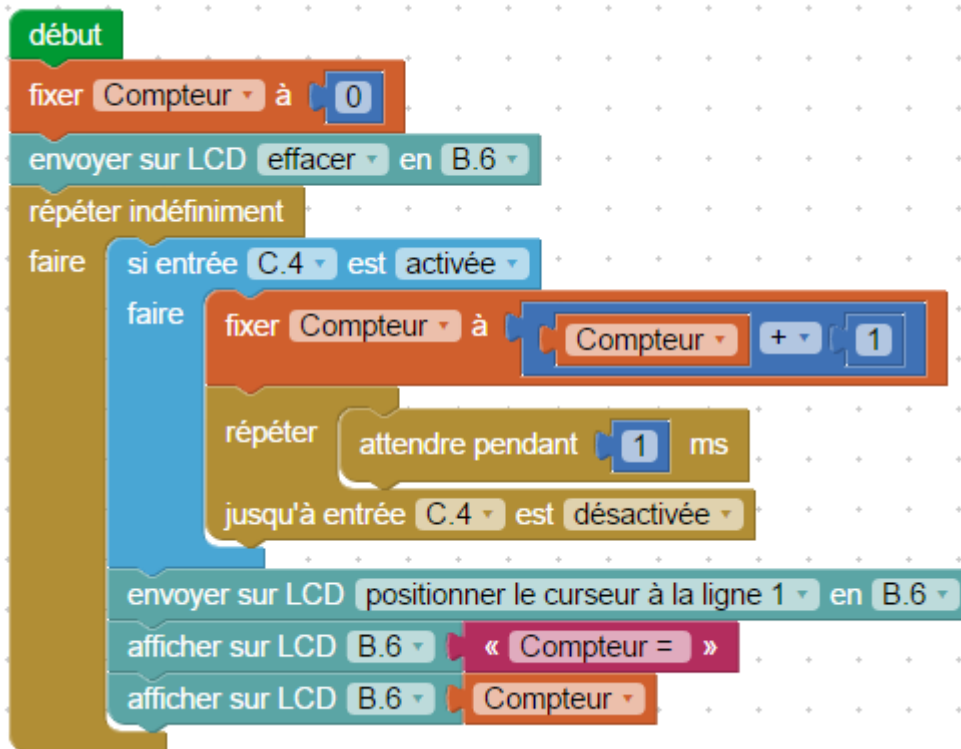 début
fixer Compteur à 0
envoyer sur LCD effacer en B.6
répéter indéfiniment
faire si entrée C.4 est activée
faire fixer Compteur à Compteur + 1
répéter attendre pendant 1 ms
jusqu'à entrée C.4 est désactivée
envoyer sur LCD positionner le curseur à la ligne 1 en B.6
afficher sur LCD B.6 « Compteur = »
afficher sur LCD B.6 Compteur